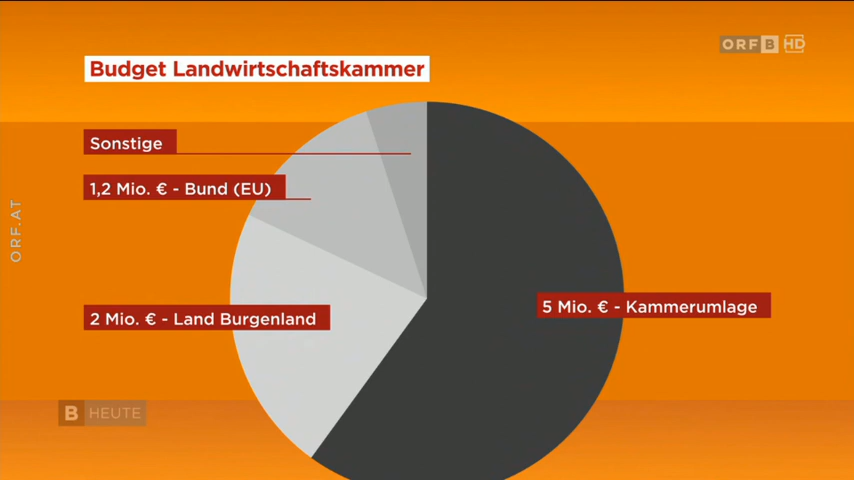 ORF B HD
Budget Landwirtschaftskammer
Sonstige
1,2 Mio. € - Bund (EU)
ORF.AT
2 Mio. € - Land Burgenland
5 Mio. € - Kammerumlage
B HEUTE